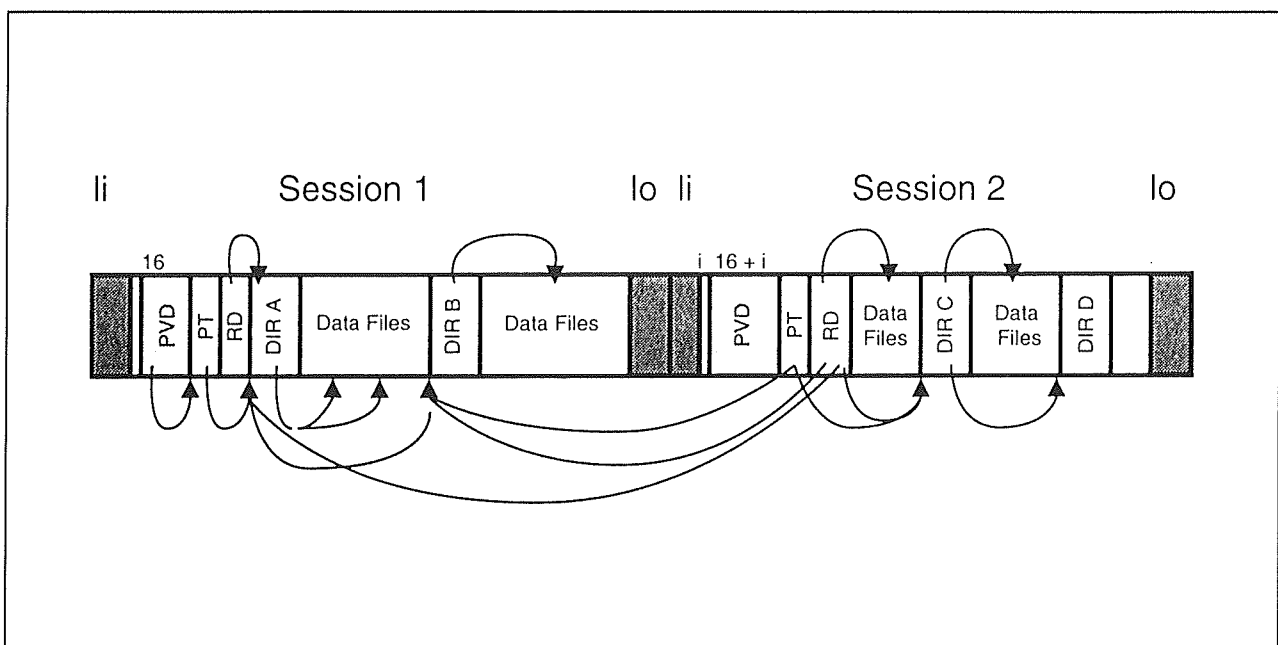 li Session 1 lo li Session 2 lo
16 i 16 + i
PVD PT RD DIR A Data Files DIR B Data Files PVD PT RD Data Files DIR C Data Files DIR D